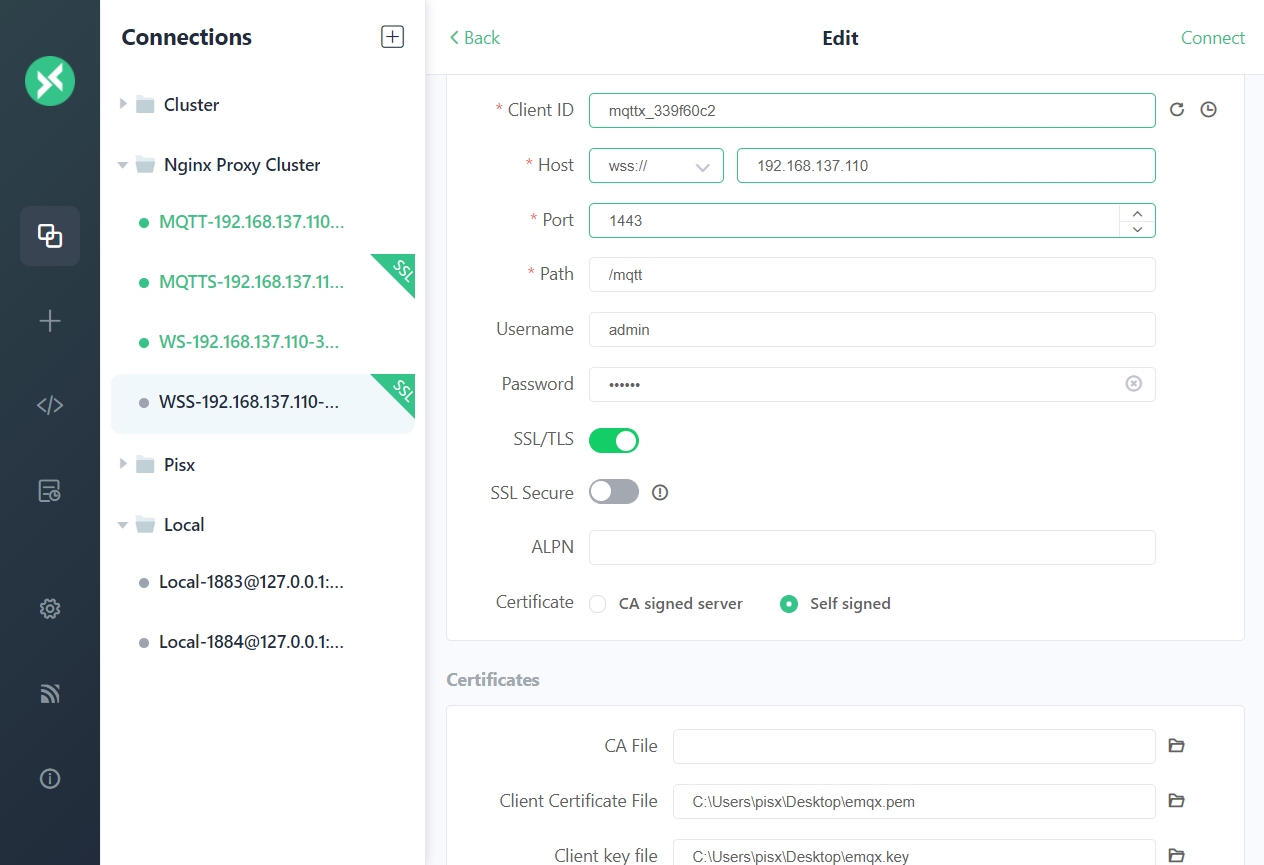 Connections
Cluster
Nginx Proxy Cluster
MQTT-192.168.137.110...
MQTTS-192.168.137.11...
SSL
WS-192.168.137.110-3...
WSS-192.168.137.110-...
SSL
Pisx
Local
Local-1883@127.0.0.1:...
Local-1884@127.0.0.1:...
Back
Edit
Connect
* Client ID
mqttx_339f60c2
* Host
wss://
192.168.137.110
* Port
1443
* Path
/mqtt
Username
admin
Password
••••••
SSL/TLS
SSL Secure
ALPN
Certificate
CA signed server
Self signed
Certificates
CA File
Client Certificate File
C:\Users\pisx\Desktop\emqx.pem
Client key file
C:\Users\pisx\Desktop\emqx.key